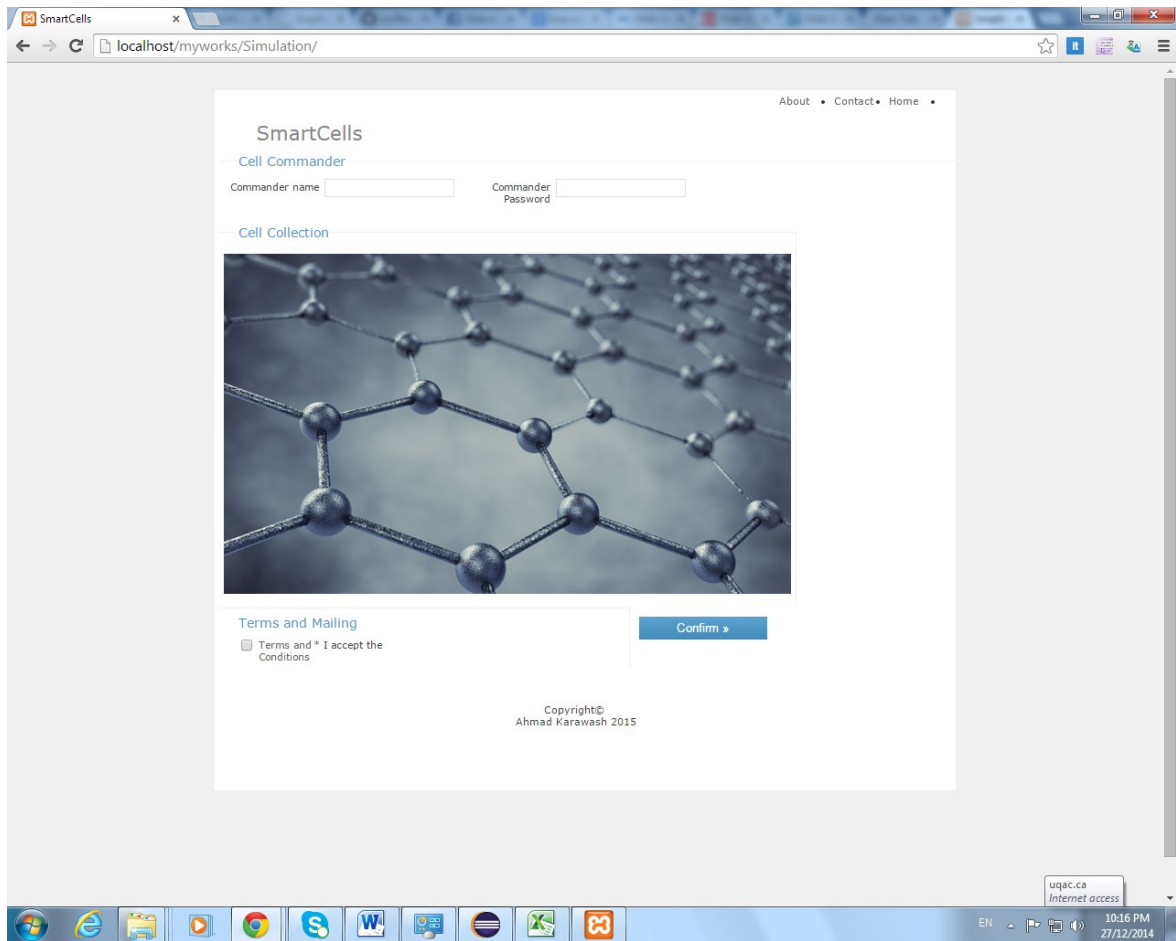 SmartCells
localhost/myworks/Simulation/
About • Contact • Home •
SmartCells
Cell Commander
Commander name
Commander
Password
Cell Collection
Terms and Mailing
Confirm »
Terms and * I accept the
Conditions
Copyright©
Ahmad Karawash 2015
uqac.ca
Internet access
EN
10:16 PM
27/12/2014